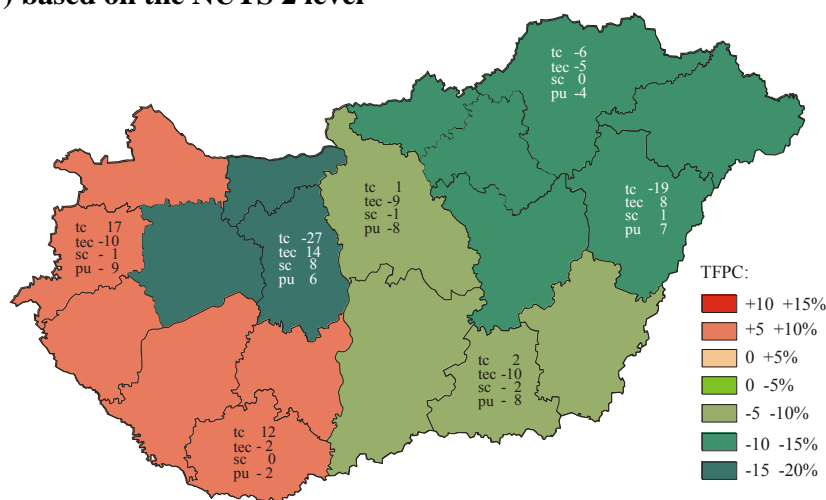 ) based on the NUTS 2 level
tc -6
tec -5
sc 0
pu -4
tc 1
tec -9
sc -1
pu -8
tc -19
tec 8
sc 1
pu 7
tc 17
tec -10
sc - 1
pu - 9
tc -27
tec 14
sc 8
pu 6
TFPC:
+10 +15%
+5 +10%
0 +5%
0 -5%
-5 -10%
-10 -15%
-15 -20%
tc 2
tec -10
sc - 2
pu - 8
tc 12
tec - 2
sc 0
pu - 2